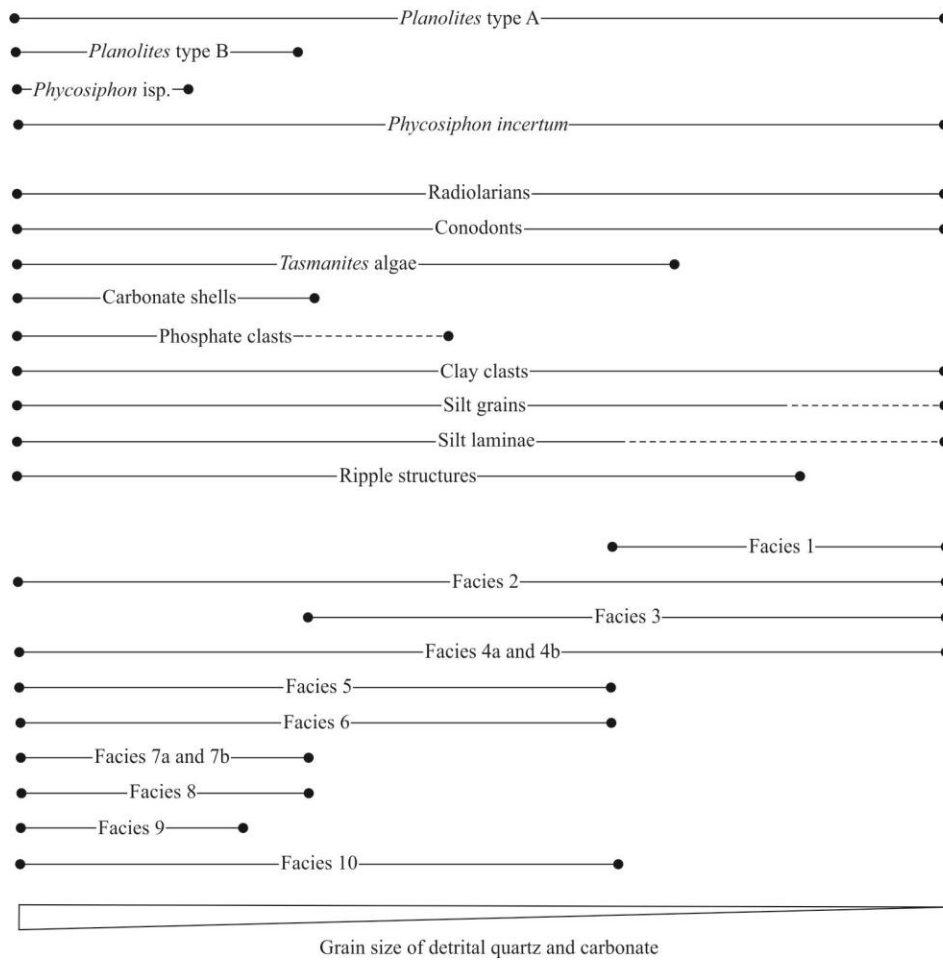 Planolites type A
Planolites type B
Phycosiphon isp.
Phycosiphon incertum
Radiolarians
Conodonts
Tasmanites algae
Carbonate shells
Phosphate clasts
Clay clasts
Silt grains
Silt laminae
Ripple structures
Facies 1
Facies 2
Facies 3
Facies 4a and 4b
Facies 5
Facies 6
Facies 7a and 7b
Facies 8
Facies 9
Facies 10
Grain size of detrital quartz and carbonate